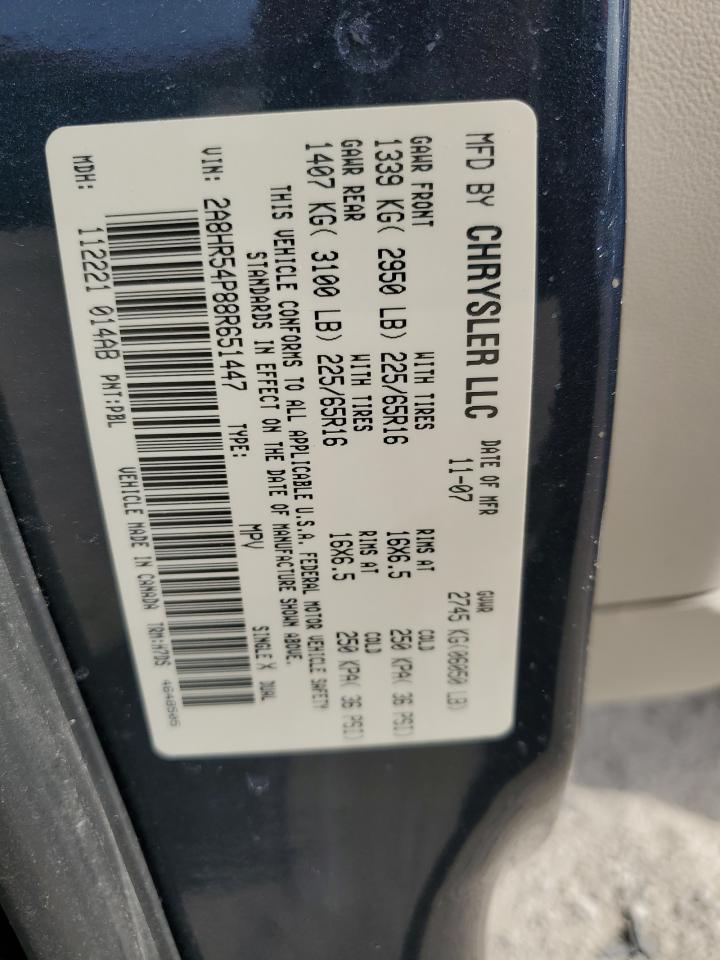 MFD BY CHRYSLER LLC DATE OF MFR 11-07 GVWR 2745 KG(06050 LB)
GAWR FRONT WITH TIRES RIMS AT COLD
1339 KG( 2950 LB) 225/65R16 16X6.5 250 KPA( 36 PSI)
GAWR REAR WITH TIRES RIMS AT COLD
1407 KG( 3100 LB) 225/65R16 16X6.5 250 KPA( 36 PSI)
THIS VEHICLE CONFORMS TO ALL APPLICABLE U.S.A. FEDERAL MOTOR VEHICLE SAFETY
STANDARDS IN EFFECT ON THE DATE OF MANUFACTURE SHOWN ABOVE.
VIN: 2A8HR54P88R651447 TYPE: MPV SINGLE X DUAL
MDH: 112221 014AB PNT:PBL VEHICLE MADE IN CANADA TRM:M7DS 4648506